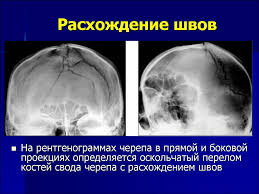 Расхождение швов
На рентгенограммах черепа в прямой и боковой
проекциях определяется оскольчатый перелом
костей свода черепа с расхождением швов